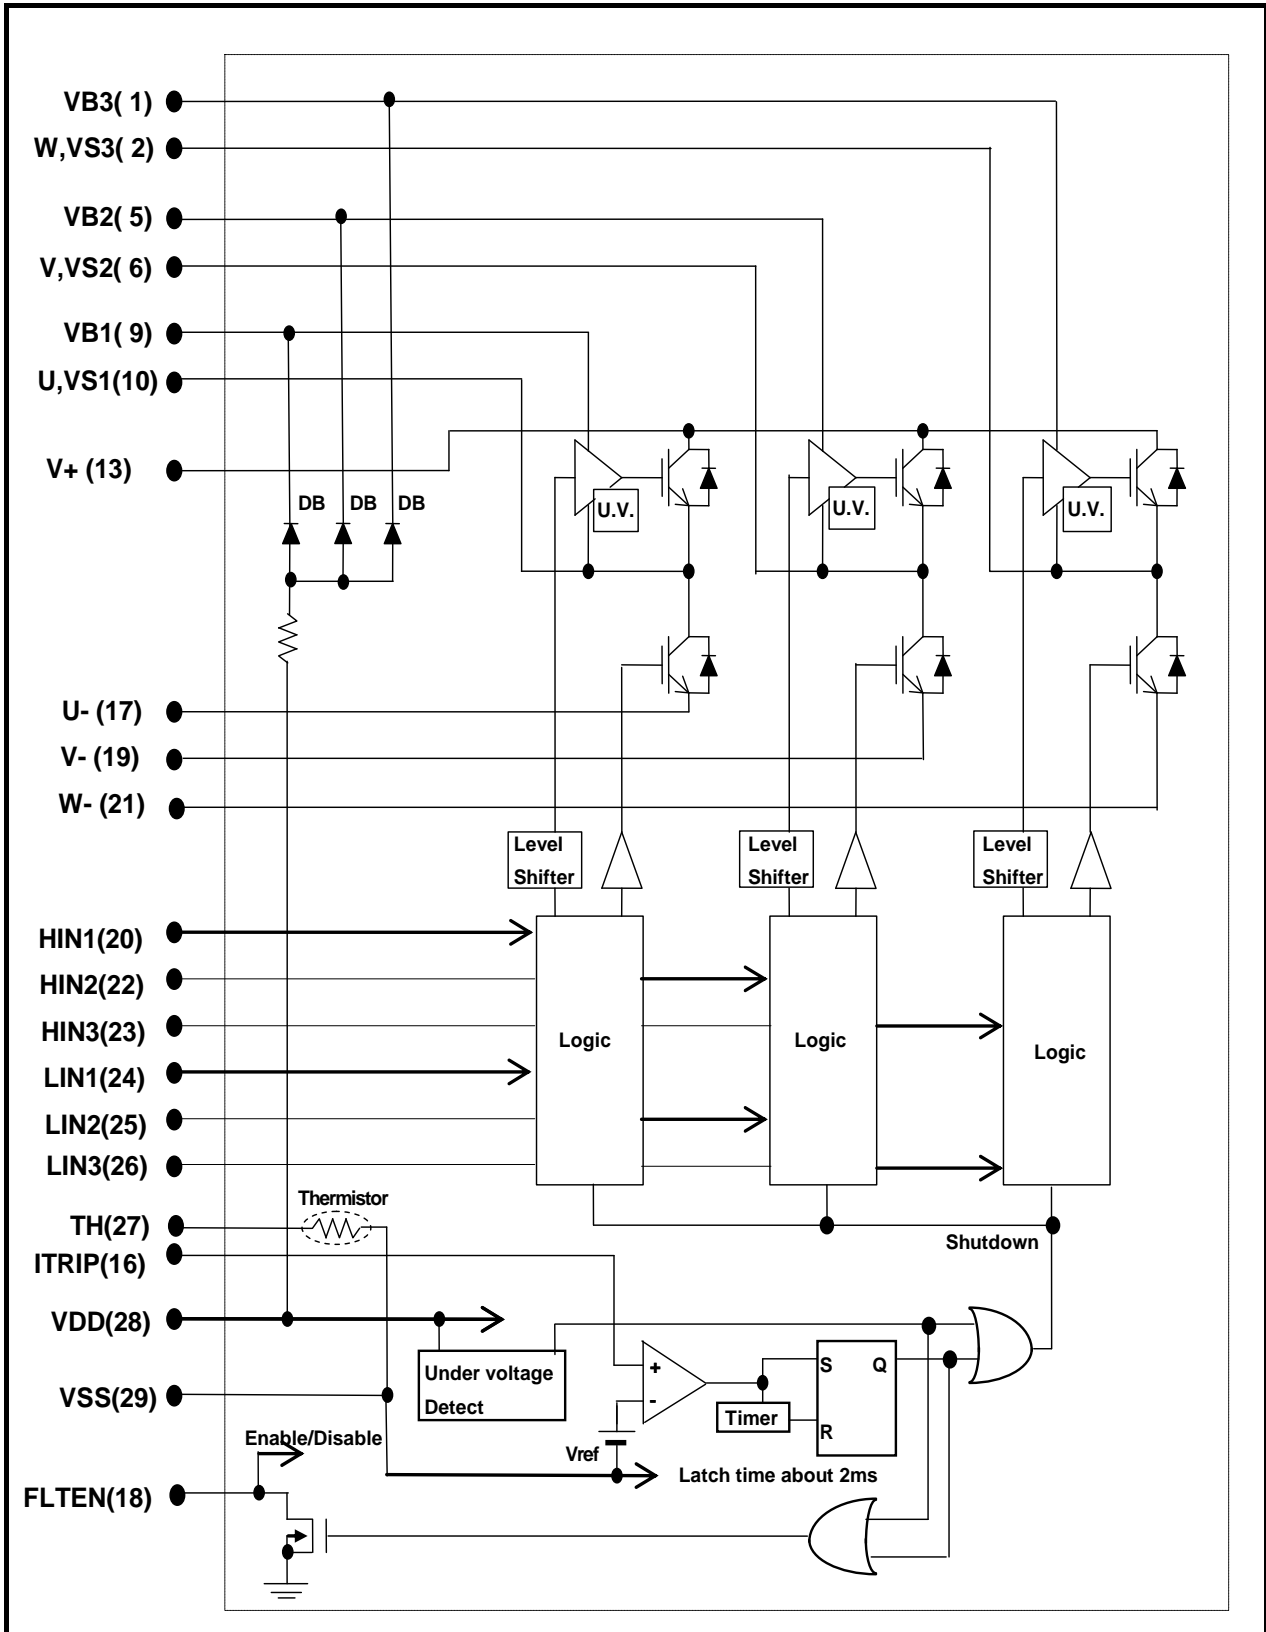 VB3( 1)
W,VS3( 2)
VB2( 5)
V,VS2( 6)
VB1( 9)
U,VS1(10)
V+ (13)
DB DB DB
U.V. U.V. U.V.
U- (17)
V- (19)
W- (21)
Level
Shifter
Level
Shifter
Level
Shifter
HIN1(20)
HIN2(22)
HIN3(23)
LIN1(24)
LIN2(25)
LIN3(26)
Logic
Logic
Logic
Thermistor
TH(27)
ITRIP(16)
Shutdown
VDD(28)
Under voltage
Detect
+
-
S Q
R
Timer
VSS(29)
Vref
Enable/Disable
Latch time about 2ms
FLTEN(18)